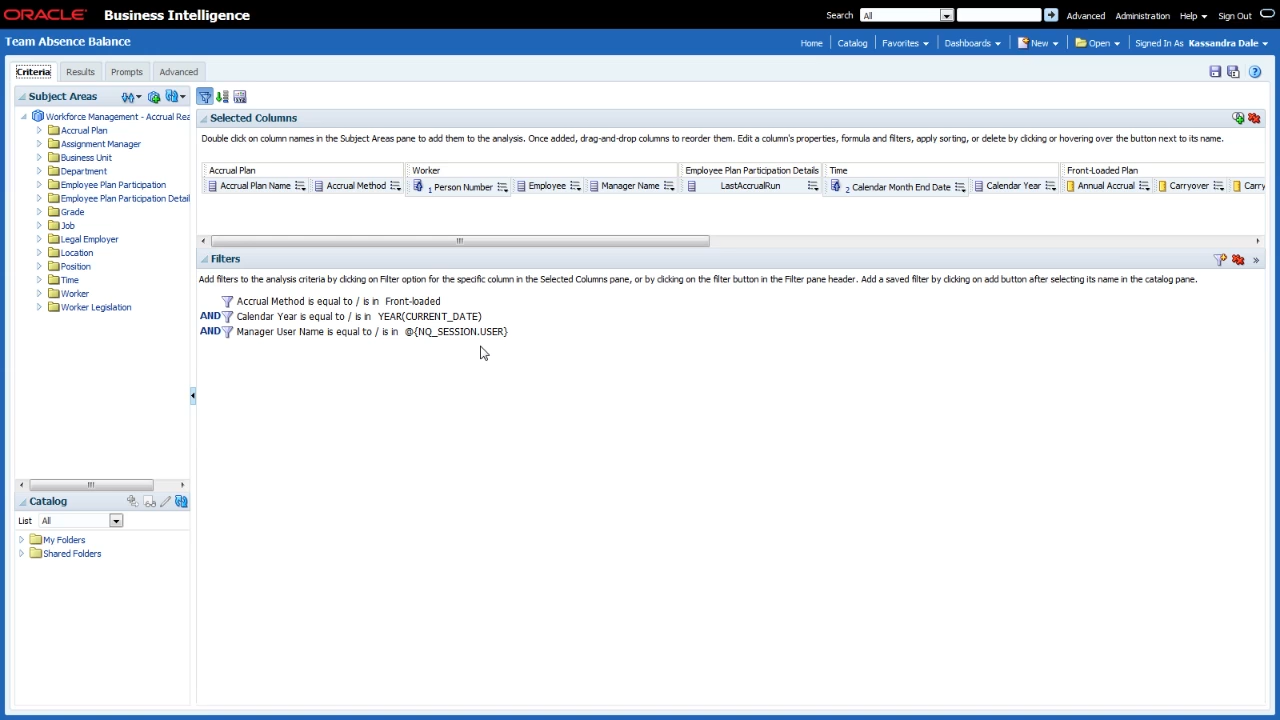 ORACLE Business Intelligence Search All Advanced Administration Help Sign Out
Team Absence Balance Home Catalog Favorites Dashboards New Open Signed In As Kassandra Dale
Criteria Results Prompts Advanced
Subject Areas
Workforce Management - Accrual Rea
Accrual Plan
Assignment Manager
Business Unit
Department
Employee Plan Participation
Employee Plan Participation Detail
Grade
Job
Legal Employer
Location
Position
Time
Worker
Worker Legislation
Catalog
List All
My Folders
Shared Folders
Selected Columns
Double click on column names in the Subject Areas pane to add them to the analysis. Once added, drag-and-drop columns to reorder them. Edit a column's properties, formula and filters, apply sorting, or delete by clicking or hovering over the button next to its name.
Accrual Plan Worker Employee Plan Participation Details Time Front-Loaded Plan
Accrual Plan Name Accrual Method 1 Person Number Employee Manager Name LastAccrualRun 2 Calendar Month End Date Calendar Year Annual Accrual Carryover Carry
Filters
Add filters to the analysis criteria by clicking on Filter option for the specific column in the Selected Columns pane, or by clicking on the filter button in the Filter pane header. Add a saved filter by clicking on add button after selecting its name in the catalog pane.
Accrual Method is equal to / is in Front-loaded
AND Calendar Year is equal to / is in YEAR(CURRENT_DATE)
AND Manager User Name is equal to / is in @{NQ_SESSION.USER}